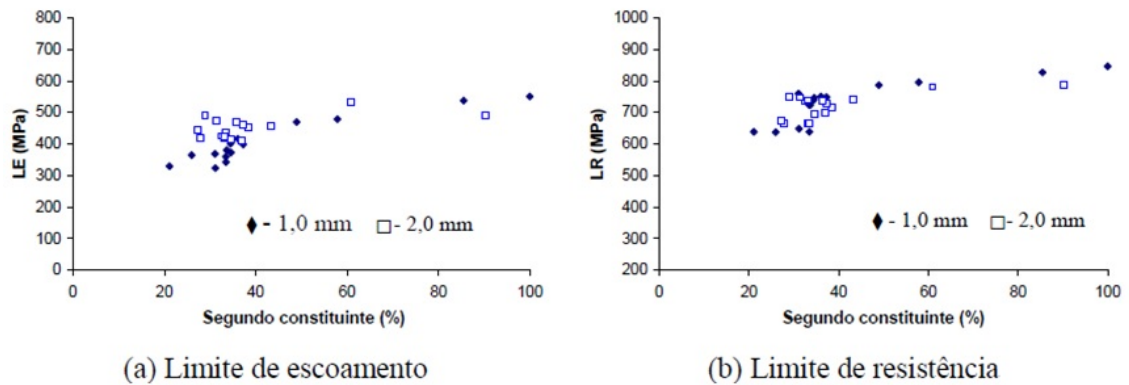 800
700
600
500
400
300
200
100
0
LE (MPa)
0 20 40 60 80 100
Segundo constituinte (%)
- 1,0 mm - 2,0 mm
(a) Limite de escoamento
1000
900
800
700
600
500
400
300
200
LR (MPa)
0 20 40 60 80 100
Segundo constituinte (%)
- 1,0 mm - 2,0 mm
(b) Limite de resistência